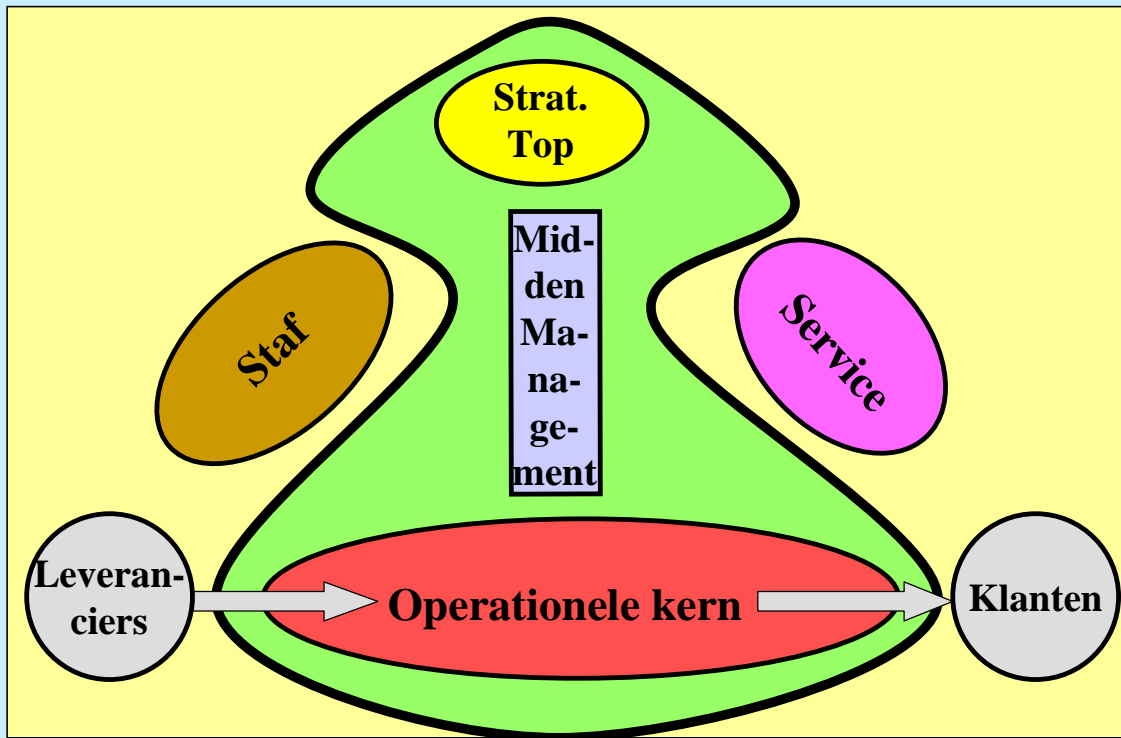 Strat.
Top
Mid-
den
Ma-
na-
ge-
ment
Staf
Service
Leveran-
ciers
Operationele kern
Klanten